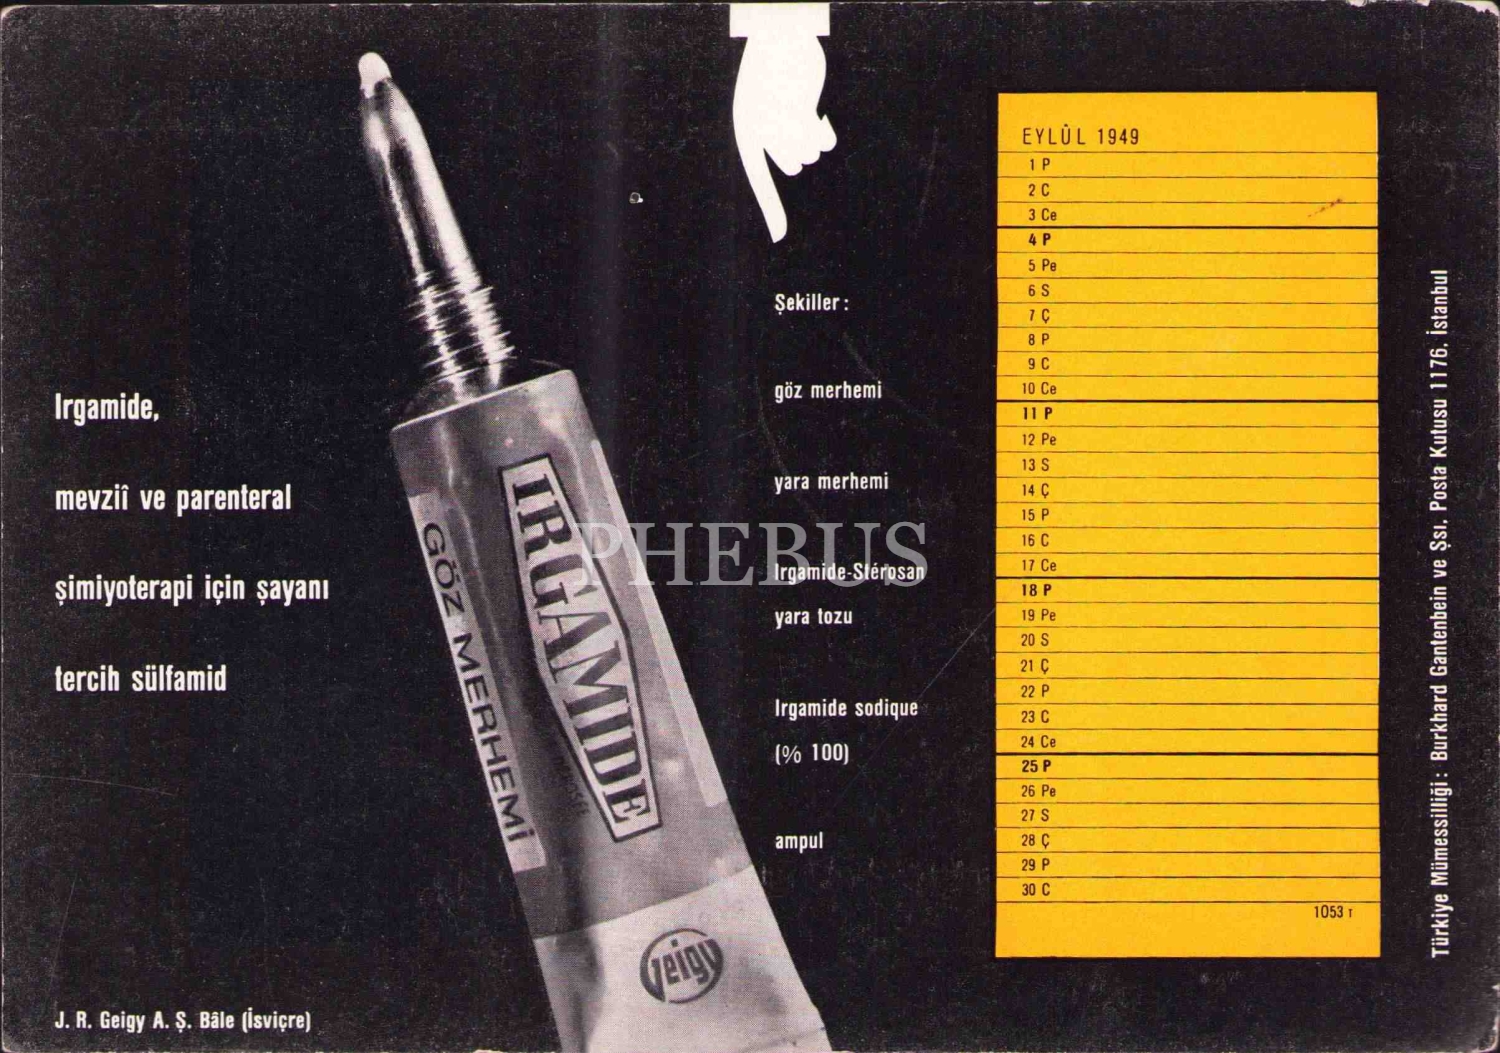 Irgamide,
mevziî ve parenteral
şimiyoterapi için şayanı
tercih sülfamid
J. R. Geigy A. Ş. Bâle (İsviçre)
IRGAMIDE
GÖZ MERHEMİ
Geigy
PHEBUS
Şekiller:
göz merhemi
yara merhemi
Irgamide-Stérosan
yara tozu
Irgamide sodique
(% 100)
ampul
EYLÛL 1949
1 P
2 C
3 Ce
4 P
5 Pe
6 S
7 Ç
8 P
9 C
10 Ce
11 P
12 Pe
13 S
14 Ç
15 P
16 C
17 Ce
18 P
19 Pe
20 S
21 Ç
22 P
23 C
24 Ce
25 P
26 Pe
27 S
28 Ç
29 P
30 C
1053 T
Türkiye Mümessilliği: Burkhard Gantenbein ve Şsı. Posta Kutusu 1176. İstanbul